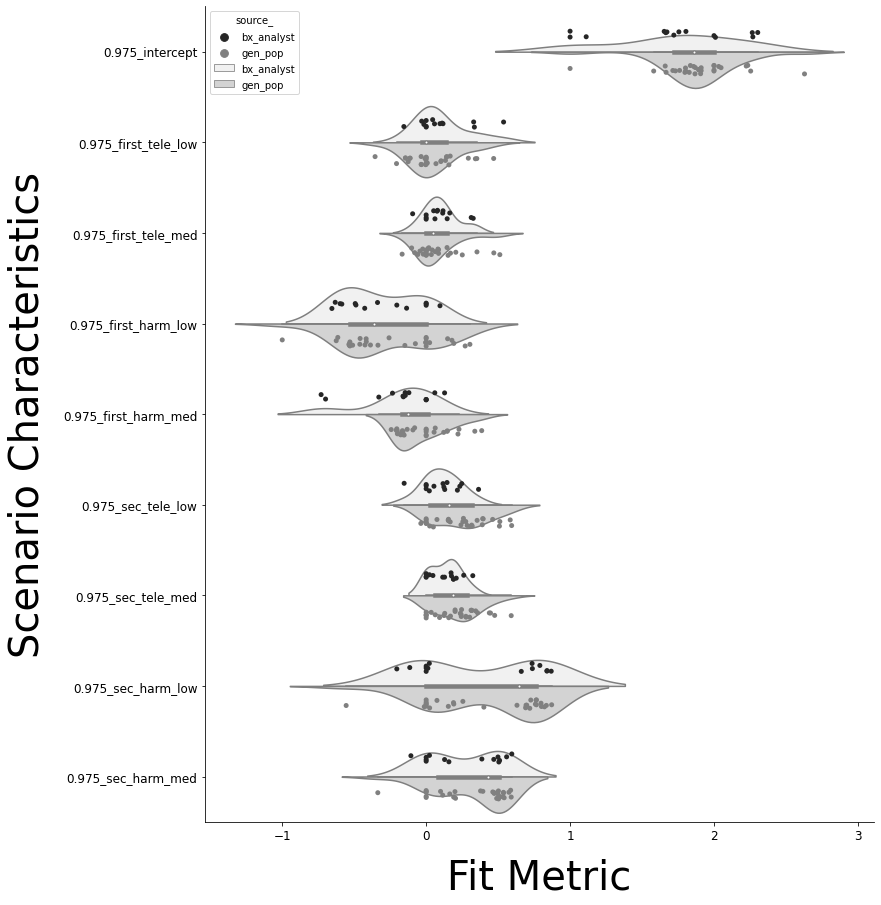 source_
bx_analyst
gen_pop
bx_analyst
gen_pop
0.975_intercept
0.975_first_tele_low
0.975_first_tele_med
0.975_first_harm_low
0.975_first_harm_med
0.975_sec_tele_low
0.975_sec_tele_med
0.975_sec_harm_low
0.975_sec_harm_med
Scenario Characteristics
−1 0 1 2 3
Fit Metric